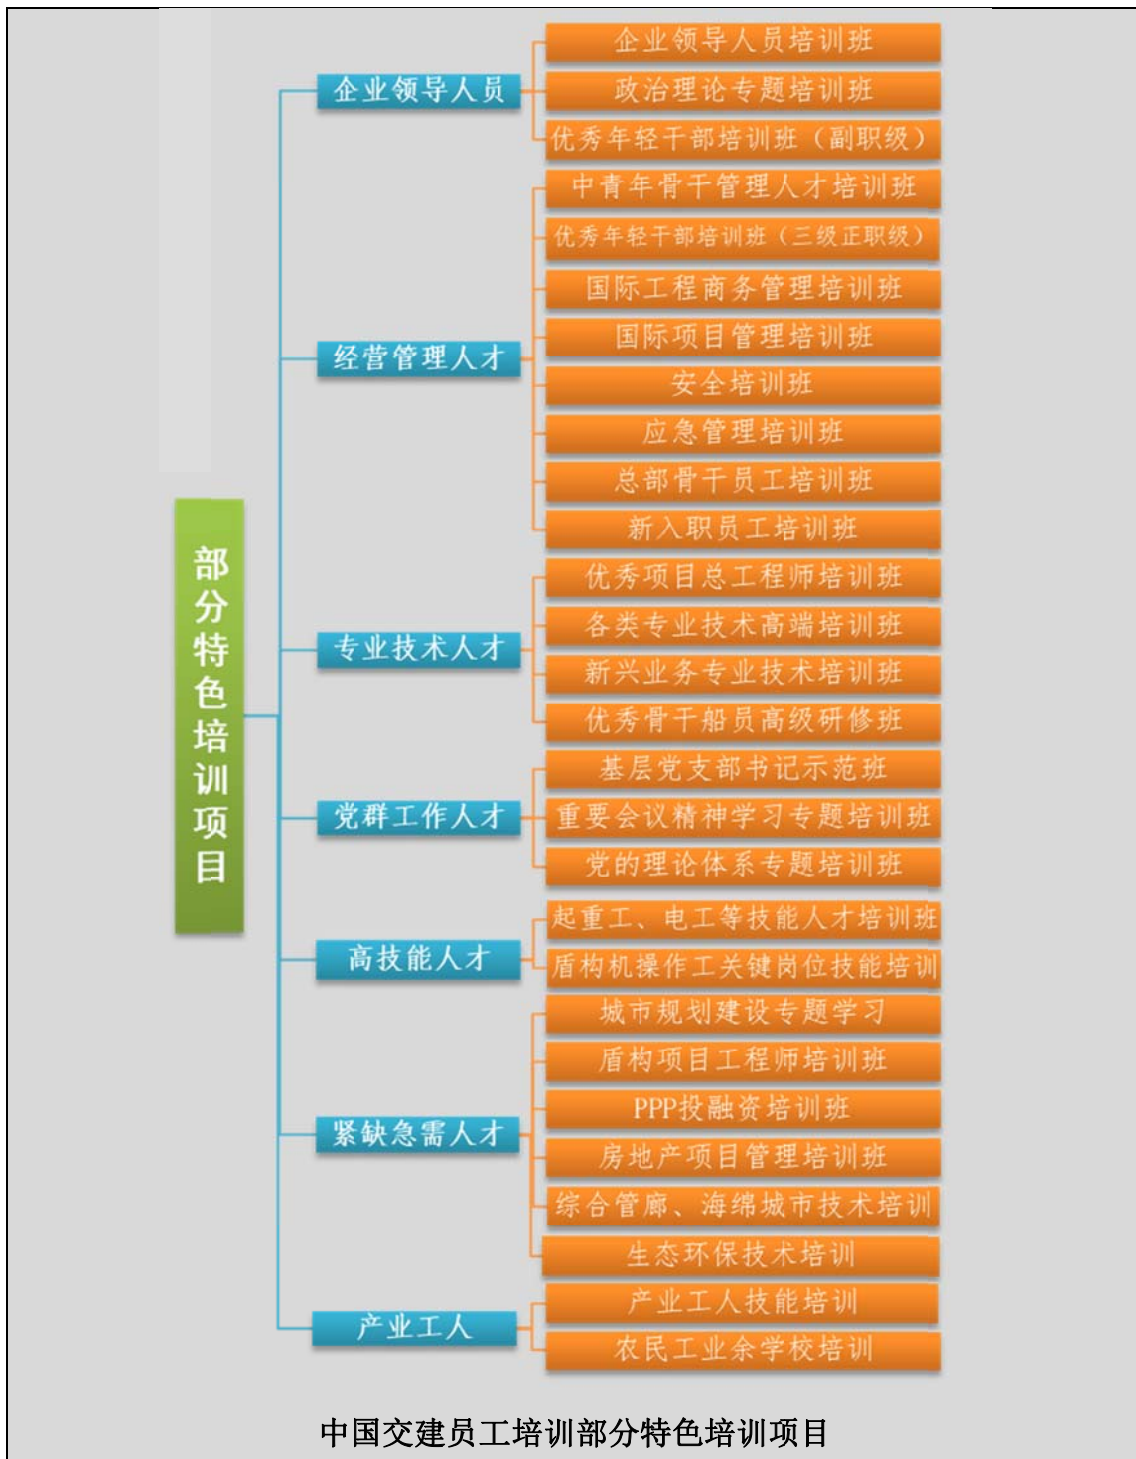 部分特色培训项目
企业领导人员
企业领导人员培训班
政治理论专题培训班
优秀年轻干部培训班（副职级）
经营管理人才
中青年骨干管理人才培训班
优秀年轻干部培训班（三级正职级）
国际工程商务管理培训班
国际项目管理培训班
安全培训班
应急管理培训班
总部骨干员工培训班
新入职员工培训班
专业技术人才
优秀项目总工程师培训班
各类专业技术高端培训班
新兴业务专业技术培训班
优秀骨干船员高级研修班
党群工作人才
基层党支部书记示范班
重要会议精神学习专题培训班
党的理论体系专题培训班
高技能人才
起重工、电工等技能人才培训班
盾构机操作工关键岗位技能培训
紧缺急需人才
城市规划建设专题学习
盾构项目工程师培训班
PPP投融资培训班
房地产项目管理培训班
综合管廊、海绵城市技术培训
生态环保技术培训
产业工人
产业工人技能培训
农民工业余学校培训
中国交建员工培训部分特色培训项目